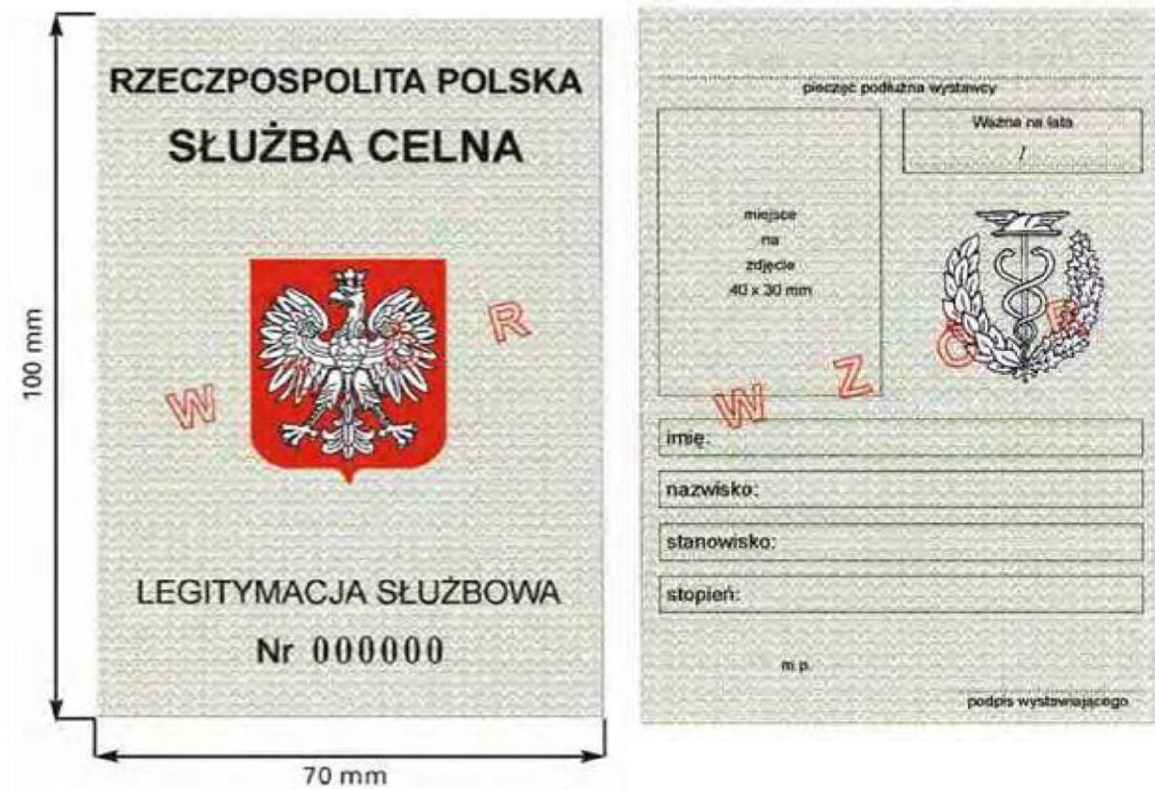 100 mm
RZECZPOSPOLITA POLSKA
SŁUŻBA CELNA
W Z Ó R
LEGITYMACJA SŁUŻBOWA
Nr 000000
70 mm
pieczęć podłużna wystawcy
Ważna na lata
/
miejsce
na
zdjęcie
40 x 30 mm
W Z Ó R
imię:
nazwisko:
stanowisko:
stopień:
m.p.
podpis wystawiającego